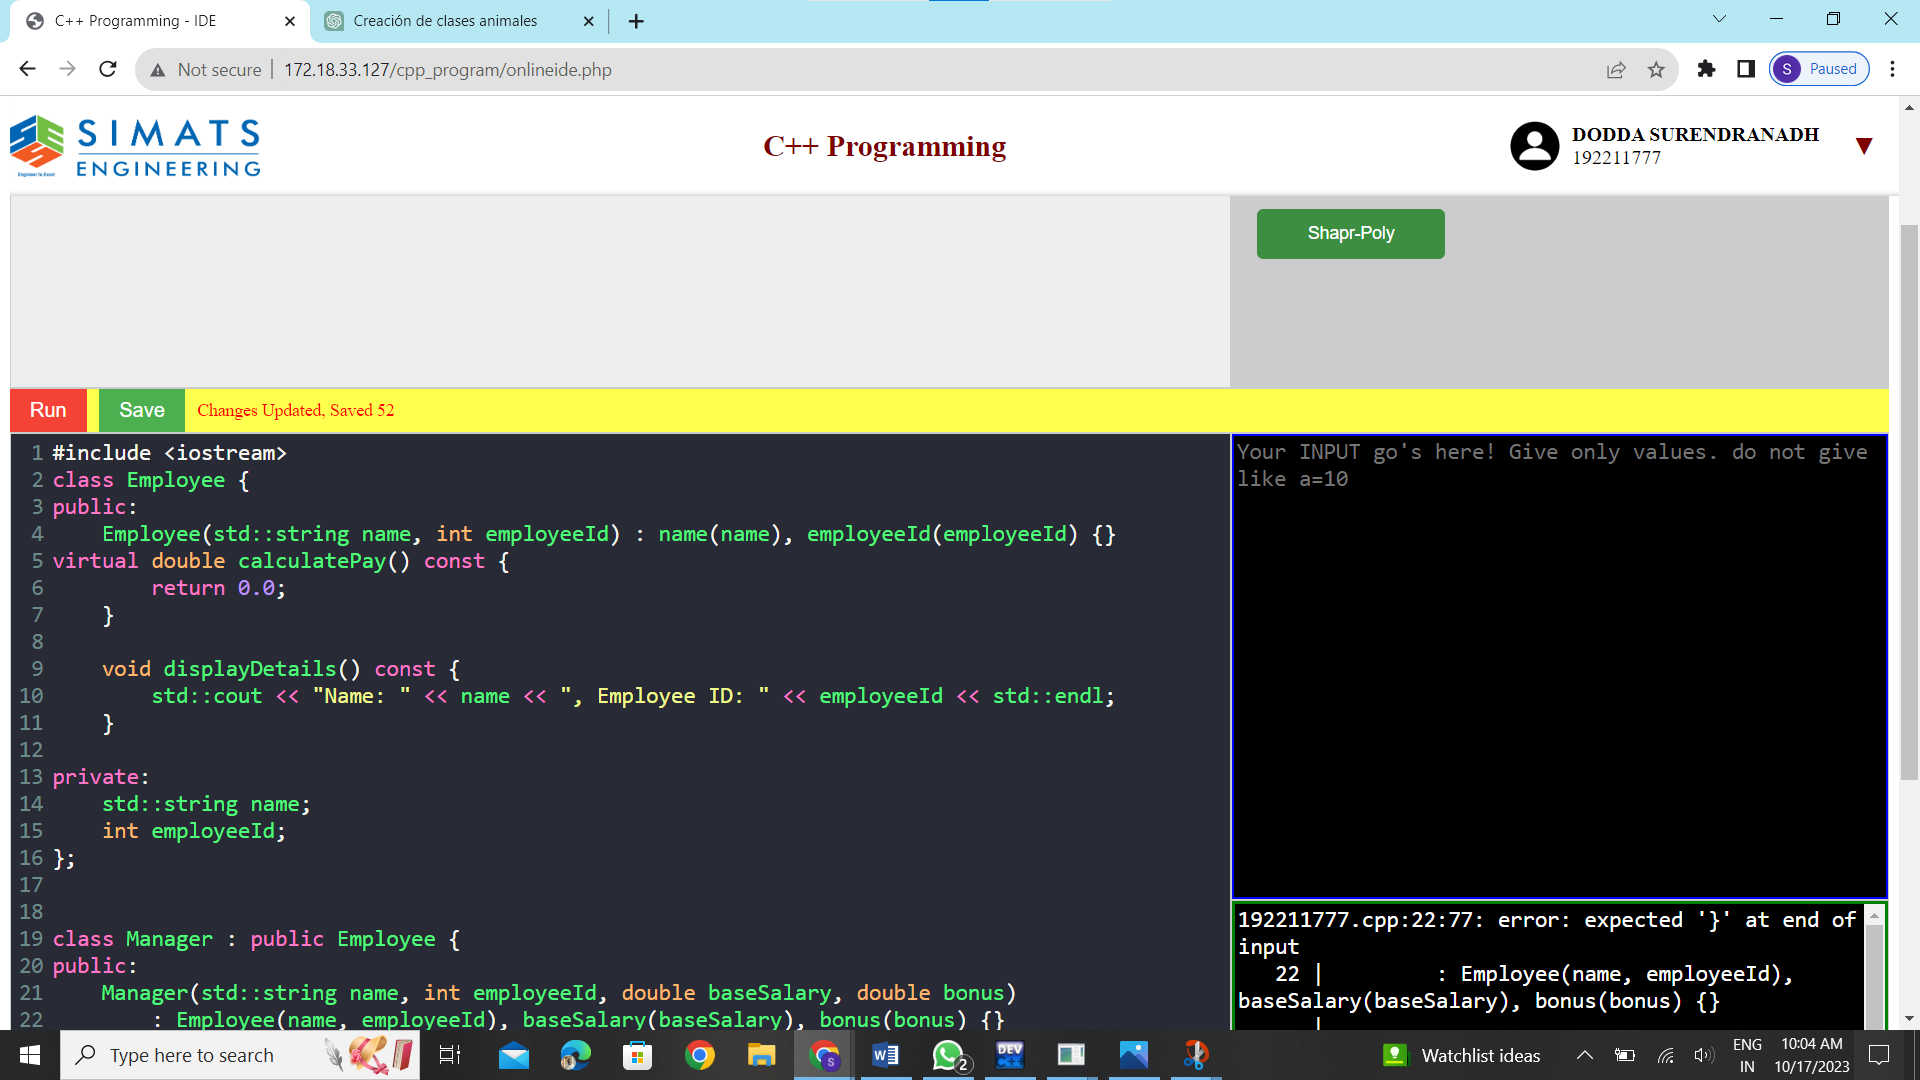 C++ Programming - IDE
Creación de clases animales
Not secure
172.18.33.127/cpp_program/onlineide.php
S
Paused
SIMATS
ENGINEERING
Engineer to Excel
C++ Programming
DODDA SURENDRANADH
192211777
Shapr-Poly
Run
Save
Changes Updated, Saved 52
1 #include <iostream>
2 class Employee {
3 public:
4     Employee(std::string name, int employeeId) : name(name), employeeId(employeeId) {}
5 virtual double calculatePay() const {
6         return 0.0;
7     }
8
9     void displayDetails() const {
10         std::cout << "Name: " << name << ", Employee ID: " << employeeId << std::endl;
11     }
12
13 private:
14     std::string name;
15     int employeeId;
16 };
17
18
19 class Manager : public Employee {
20 public:
21     Manager(std::string name, int employeeId, double baseSalary, double bonus)
22         : Employee(name, employeeId), baseSalary(baseSalary), bonus(bonus) {}
Your INPUT go's here! Give only values. do not give
like a=10
192211777.cpp:22:77: error: expected '}' at end of
input
   22 |         : Employee(name, employeeId),
baseSalary(baseSalary), bonus(bonus) {}
      |
Type here to search
S
W
2
DEV
C++
Watchlist ideas
ENG
IN
10:04 AM
10/17/2023